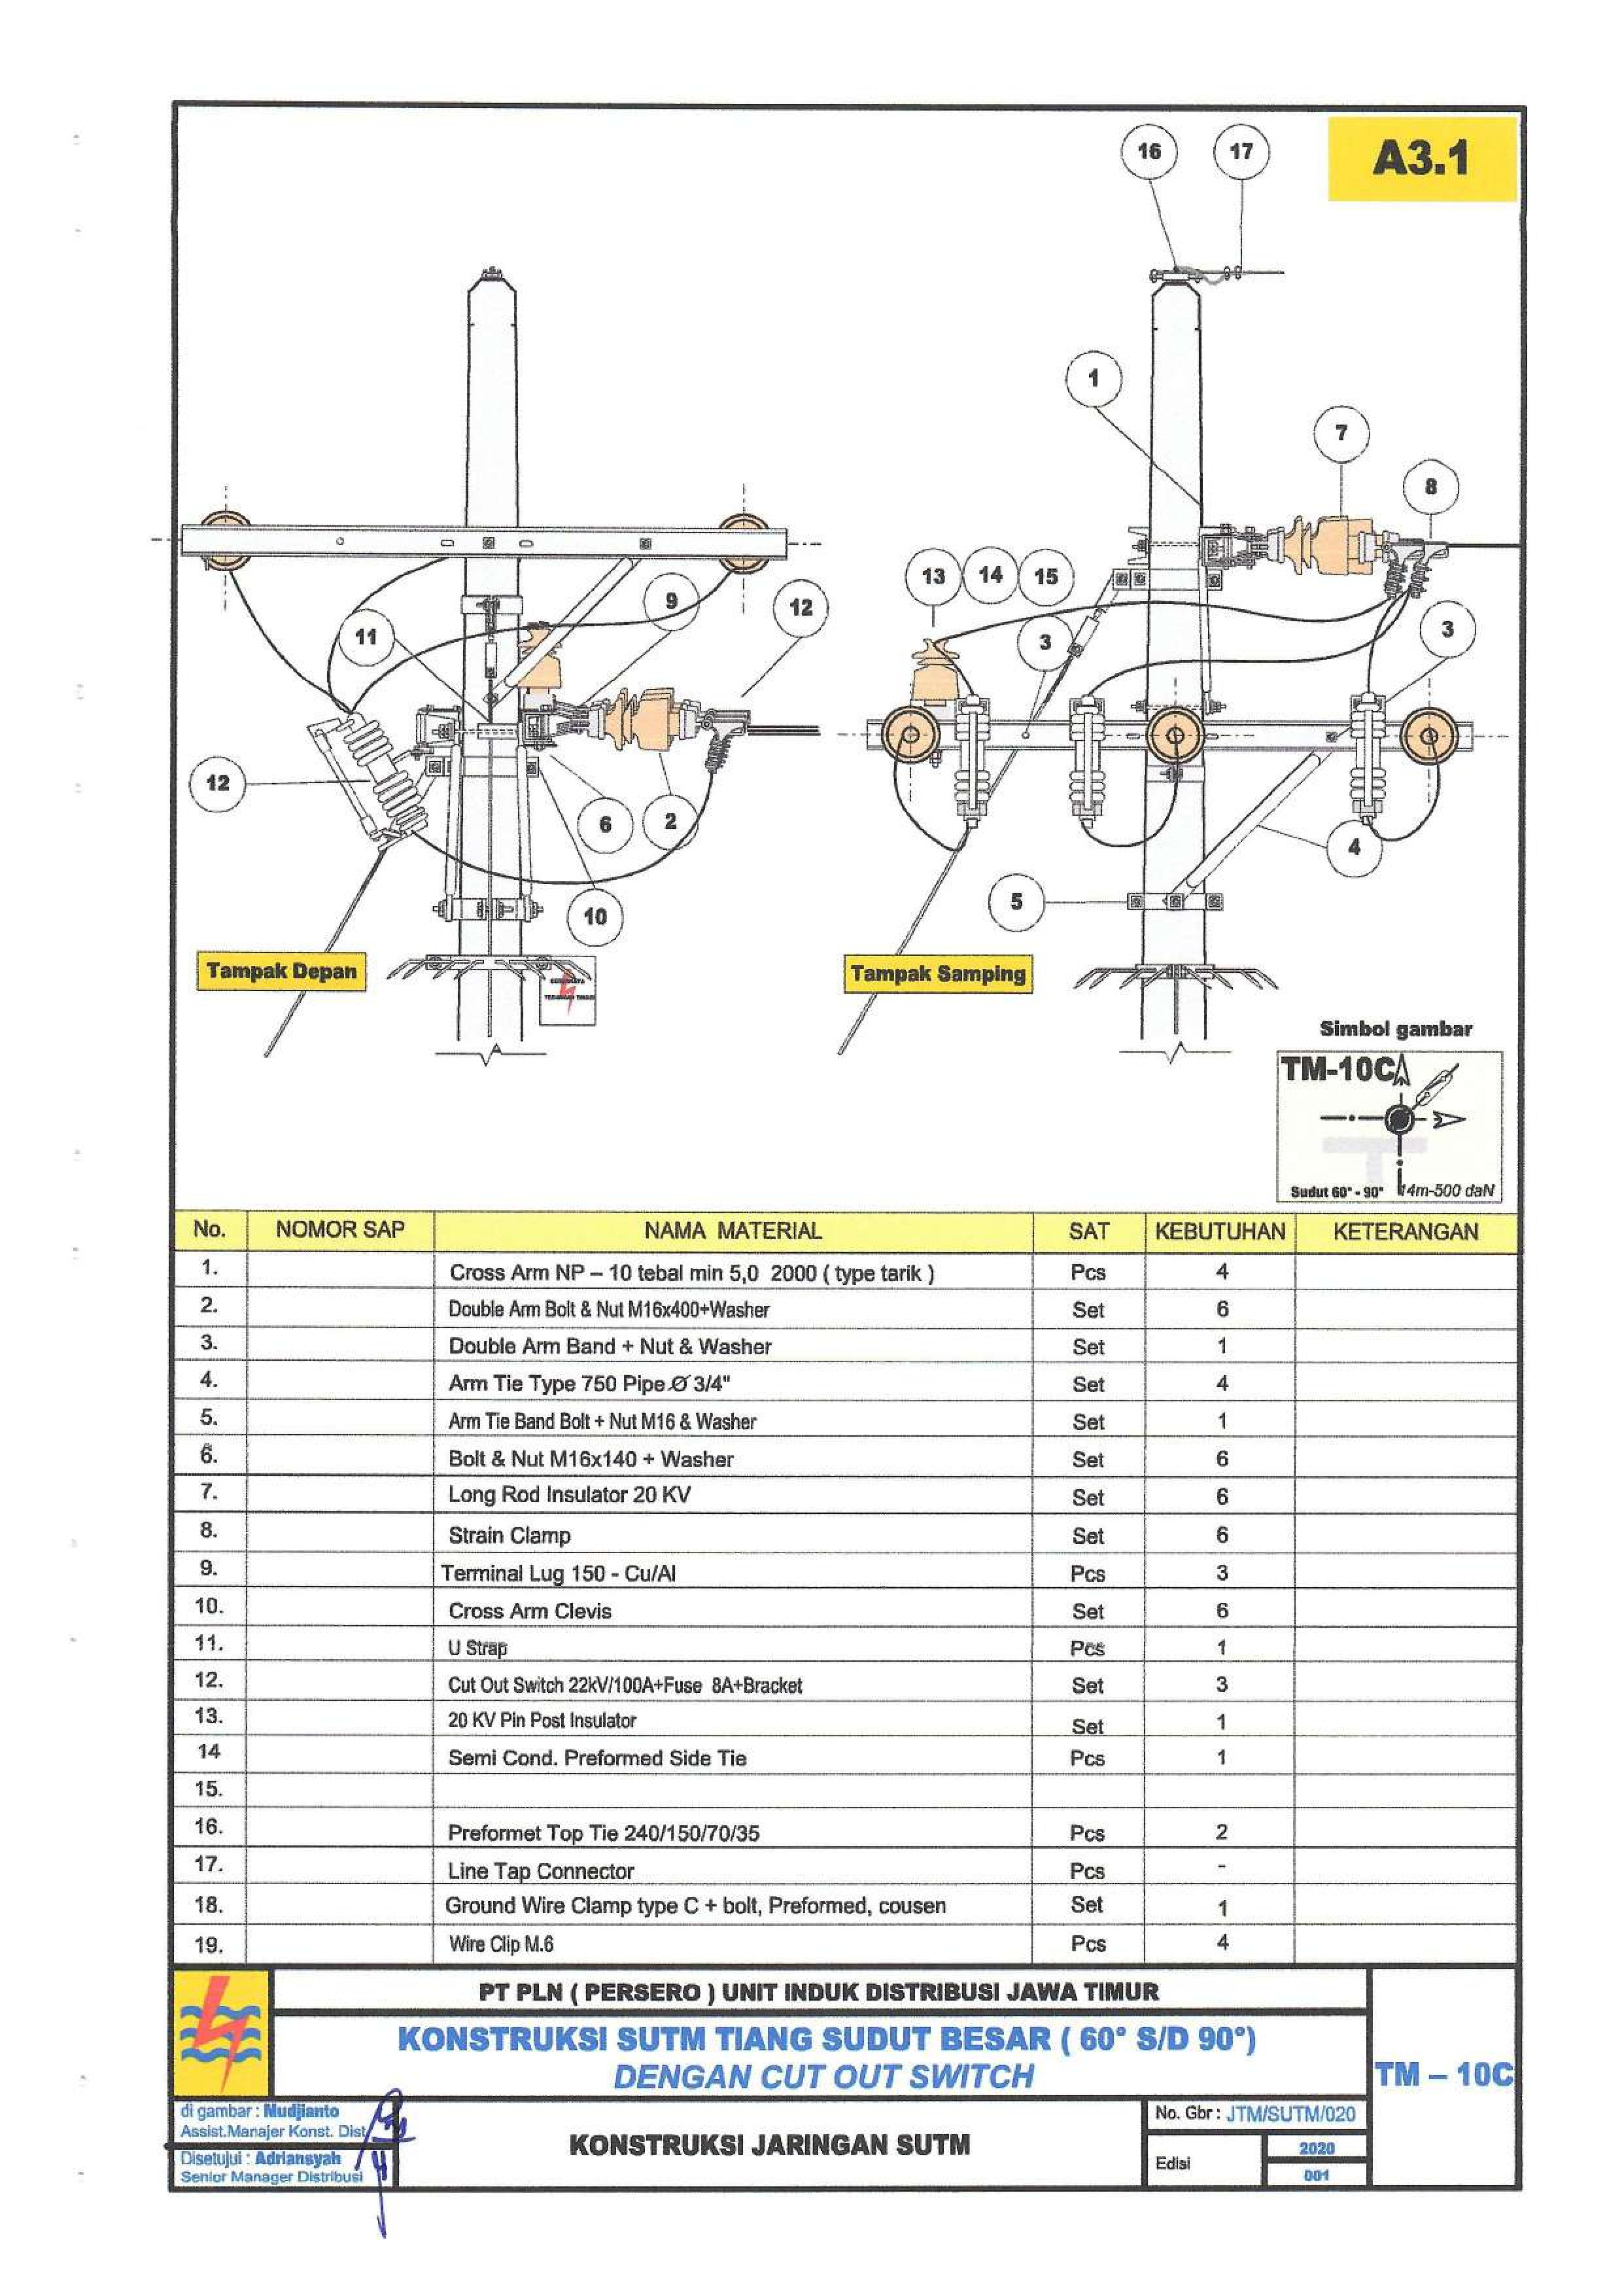 A3.1
16
17
1
7
8
13
14
15
3
3
9
12
11
12
6
2
10
4
5
Tampak Depan
Tampak Samping
TEGANGAN TINGGI
Simbol gambar
TM-10C
Sudut 60° - 90°
14m-500 daN
No. NOMOR SAP NAMA MATERIAL SAT KEBUTUHAN KETERANGAN
1. Cross Arm NP – 10 tebal min 5,0 2000 ( type tarik ) Pcs 4
2. Double Arm Bolt & Nut M16x400+Washer Set 6
3. Double Arm Band + Nut & Washer Set 1
4. Arm Tie Type 750 Pipe Ø 3/4" Set 4
5. Arm Tie Band Bolt + Nut M16 & Washer Set 1
6. Bolt & Nut M16x140 + Washer Set 6
7. Long Rod Insulator 20 KV Set 6
8. Strain Clamp Set 6
9. Terminal Lug 150 - Cu/Al Pcs 3
10. Cross Arm Clevis Set 6
11. U Strap Pcs 1
12. Cut Out Switch 22kV/100A+Fuse 8A+Bracket Set 3
13. 20 KV Pin Post Insulator Set 1
14 Semi Cond. Preformed Side Tie Pcs 1
15.
16. Preformet Top Tie 240/150/70/35 Pcs 2
17. Line Tap Connector Pcs -
18. Ground Wire Clamp type C + bolt, Preformed, cousen Set 1
19. Wire Clip M.6 Pcs 4
PT PLN ( PERSERO ) UNIT INDUK DISTRIBUSI JAWA TIMUR
KONSTRUKSI SUTM TIANG SUDUT BESAR ( 60° S/D 90°)
DENGAN CUT OUT SWITCH
TM – 10C
di gambar : Mudjianto
Assist.Manajer Konst. Dist
Disetujui : Adriansyah
Senior Manager Distribusi
KONSTRUKSI JARINGAN SUTM
No. Gbr : JTM/SUTM/020
Edisi
2020
001